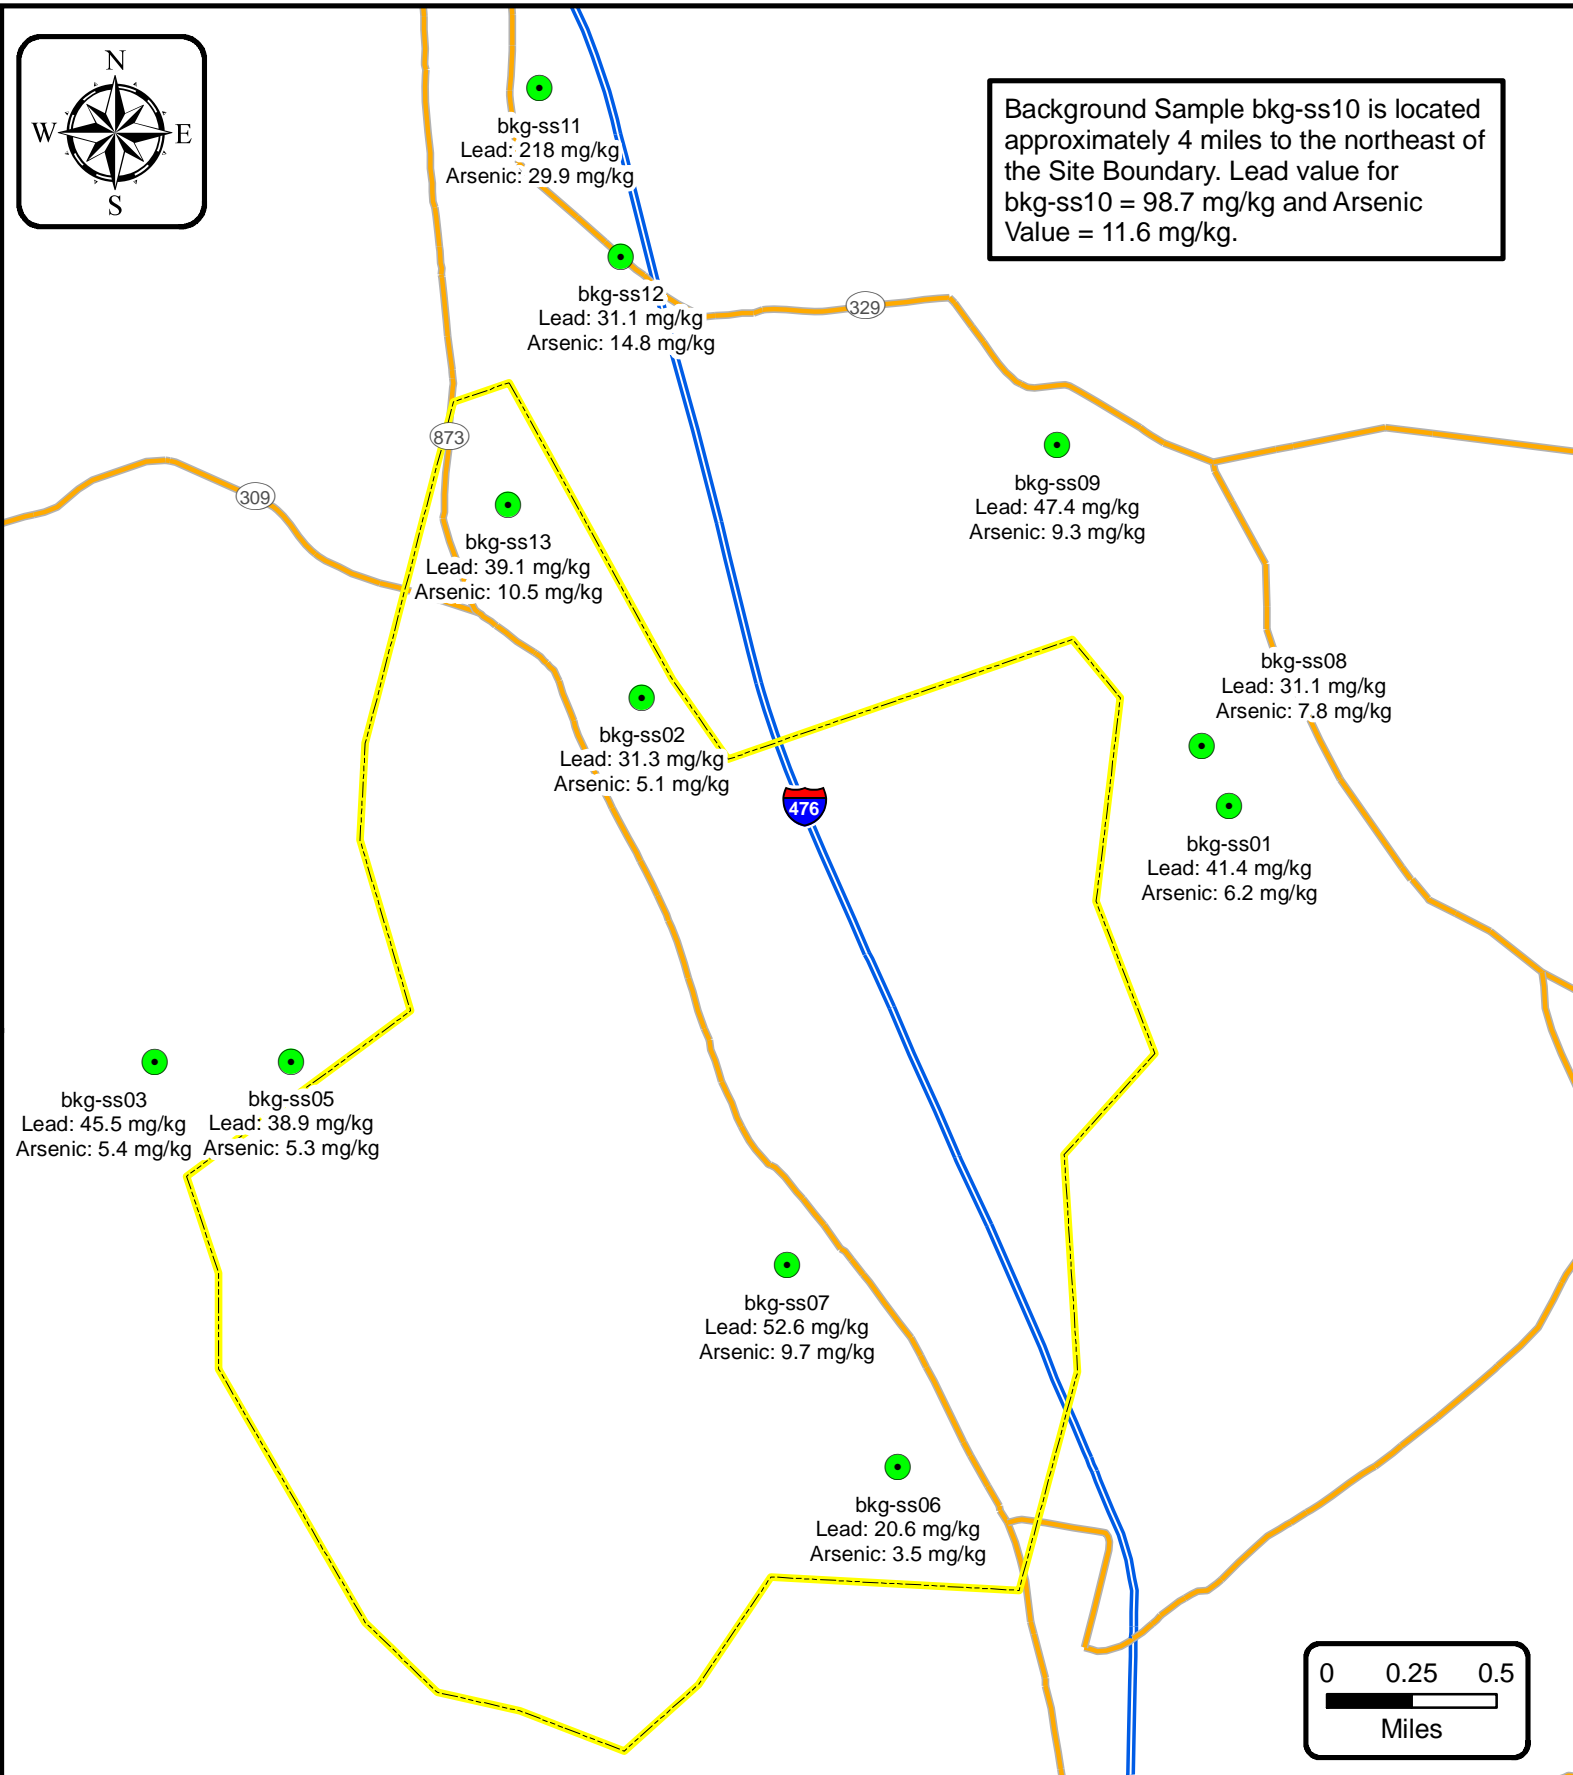 N
W E
S
Background Sample bkg-ss10 is located
approximately 4 miles to the northeast of
the Site Boundary. Lead value for
bkg-ss10 = 98.7 mg/kg and Arsenic
Value = 11.6 mg/kg.
bkg-ss11
Lead: 218 mg/kg
Arsenic: 29.9 mg/kg
bkg-ss12
Lead: 31.1 mg/kg
Arsenic: 14.8 mg/kg
329
873
309
bkg-ss09
Lead: 47.4 mg/kg
Arsenic: 9.3 mg/kg
bkg-ss13
Lead: 39.1 mg/kg
Arsenic: 10.5 mg/kg
bkg-ss08
Lead: 31.1 mg/kg
Arsenic: 7.8 mg/kg
bkg-ss02
Lead: 31.3 mg/kg
Arsenic: 5.1 mg/kg
476
bkg-ss01
Lead: 41.4 mg/kg
Arsenic: 6.2 mg/kg
bkg-ss03
Lead: 45.5 mg/kg
Arsenic: 5.4 mg/kg
bkg-ss05
Lead: 38.9 mg/kg
Arsenic: 5.3 mg/kg
bkg-ss07
Lead: 52.6 mg/kg
Arsenic: 9.7 mg/kg
bkg-ss06
Lead: 20.6 mg/kg
Arsenic: 3.5 mg/kg
0 0.25 0.5
Miles